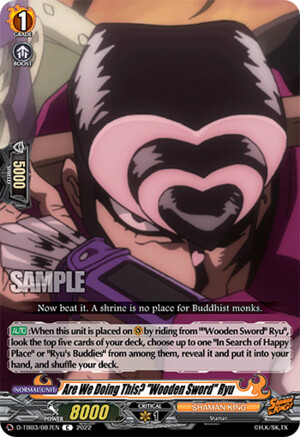 1
GRADE
BOOST
5000
SHIELD
SAMPLE
Now beat it. A shrine is no place for Buddhist monks.
AUTO:When this unit is placed on by riding from ""Wooden Sword" Ryu",
look the top five cards of your deck, choose up to one "In Search of Happy
Place" or "Ryu's Buddies" from among them, reveal it and put it into your
hand, and shuffle your deck.
NORMAL UNIT
Are We Doing This? "Wooden Sword" Ryu
POWER 8000
CRITICAL
1
SHAMAN KING
Shaman
D-TB03/087EN C 2022
©H.K./SK.TX